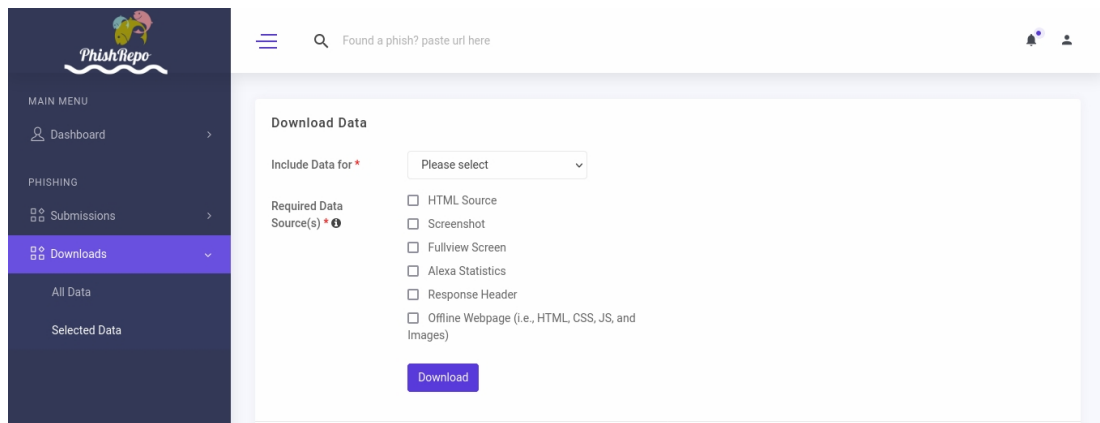 PhishRepo
Found a phish? paste url here
MAIN MENU
Dashboard
PHISHING
Submissions
Downloads
All Data
Selected Data
Download Data
Include Data for *
Please select
Required Data
Source(s) *
HTML Source
Screenshot
Fullview Screen
Alexa Statistics
Response Header
Offline Webpage (i.e., HTML, CSS, JS, and
Images)
Download